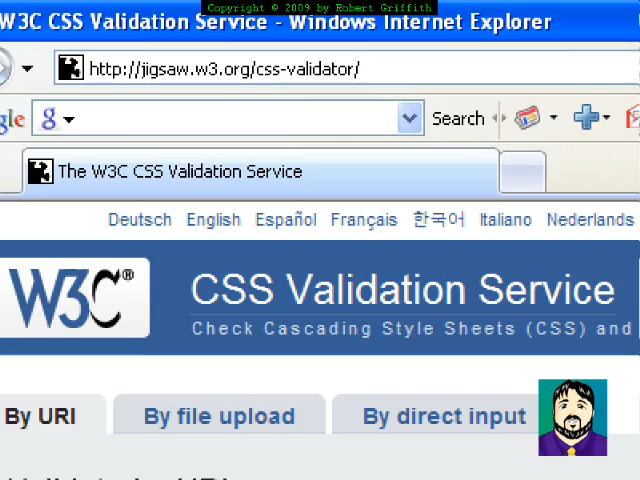 Copyright © 2009 by Robert Griffith
W3C CSS Validation Service - Windows Internet Explorer
http://jigsaw.w3.org/css-validator/
gle g Search
The W3C CSS Validation Service
Deutsch English Español Français 한국어 Italiano Nederlands
W3C® CSS Validation Service
Check Cascading Style Sheets (CSS) and
By URI By file upload By direct input